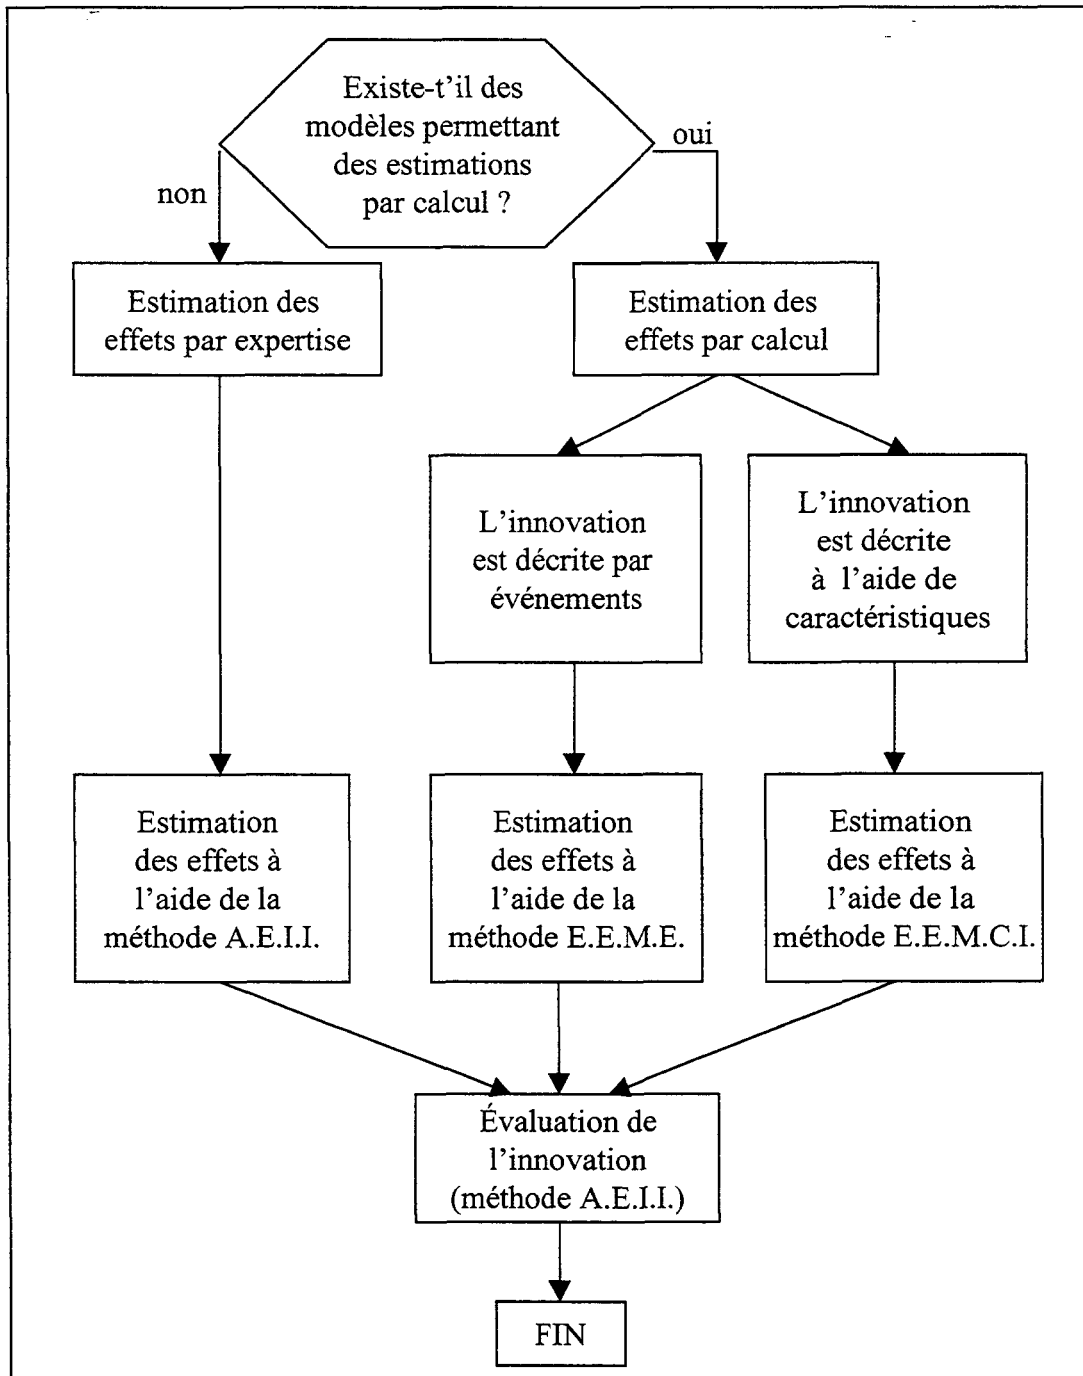 Existe-t'il des
modèles permettant
des estimations
par calcul ?
oui
non
Estimation des
effets par expertise
Estimation des
effets par calcul
L'innovation
est décrite par
événements
L'innovation
est décrite
à l'aide de
caractéristiques
Estimation
des effets à
l'aide de la
méthode A.E.I.I.
Estimation
des effets à
l'aide de la
méthode E.E.M.E.
Estimation
des effets à
l'aide de la
méthode E.E.M.C.I.
Évaluation de
l'innovation
(méthode A.E.I.I.)
FIN